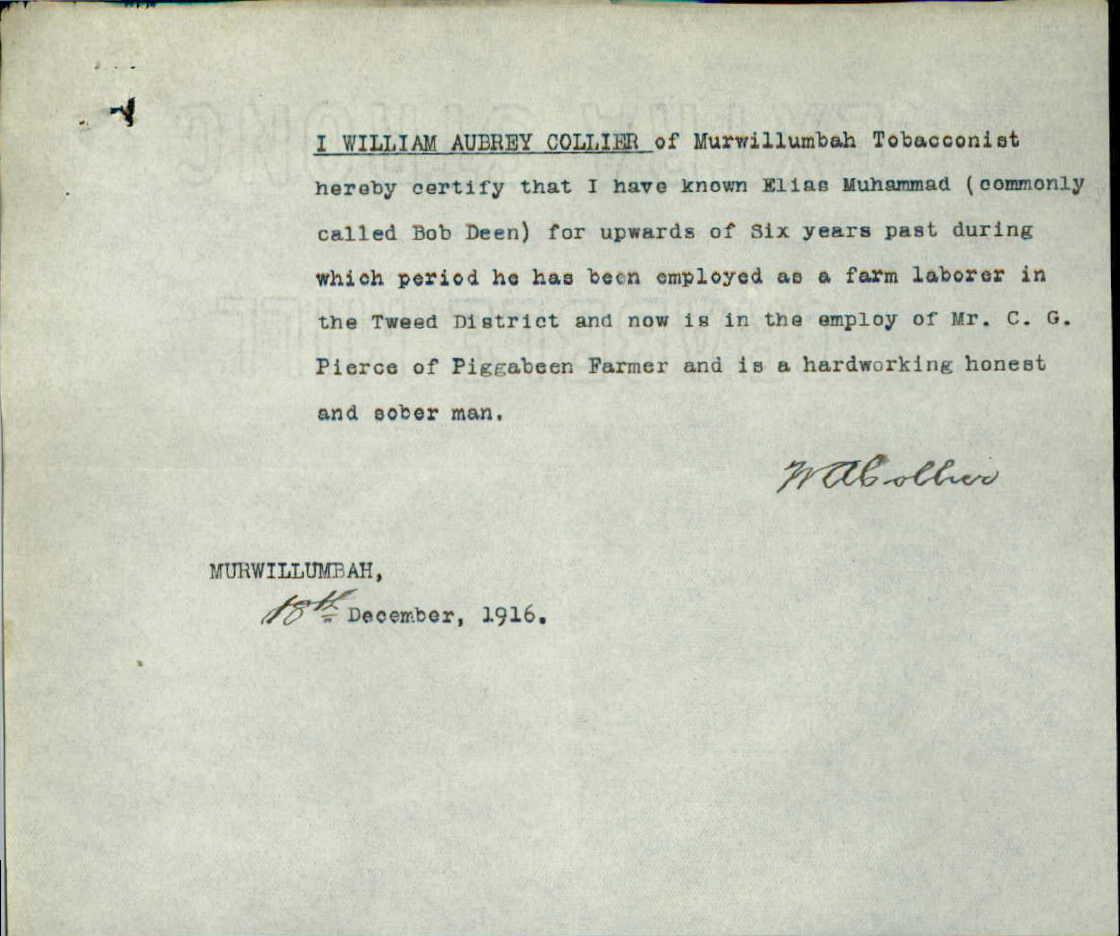 I WILLIAM AUBREY COLLIER of Murwillumbah Tobacconist
hereby certify that I have known Elias Muhammad (commonly
called Bob Deen) for upwards of Six years past during
which period he has been employed as a farm laborer in
the Tweed District and now is in the employ of Mr. C. G.
Pierce of Piggabeen Farmer and is a hardworking honest
and sober man.
WACollier
MURWILLUMBAH,
18th December, 1916.